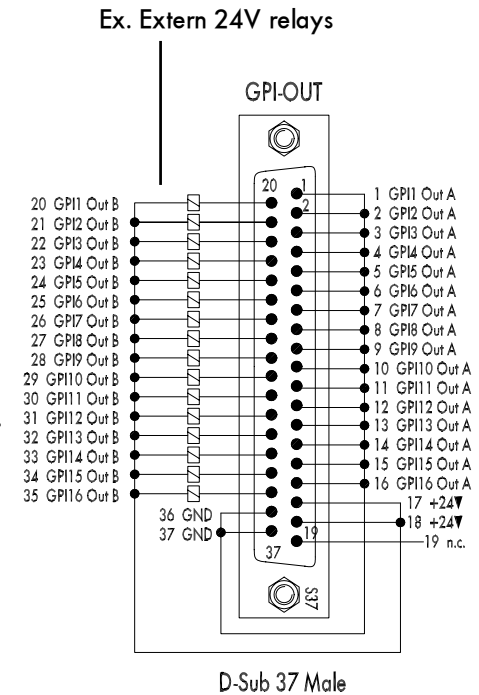 Ex. Extern 24V relays
GPI-OUT
20
1
2
20 GPI1 Out B
21 GPI2 Out B
22 GPI3 Out B
23 GPI4 Out B
24 GPI5 Out B
25 GPI6 Out B
26 GPI7 Out B
27 GPI8 Out B
28 GPI9 Out B
29 GPI10 Out B
30 GPI11 Out B
31 GPI12 Out B
32 GPI13 Out B
33 GPI14 Out B
34 GPI15 Out B
35 GPI16 Out B
36 GND
37 GND
1 GPI1 Out A
2 GPI2 Out A
3 GPI3 Out A
4 GPI4 Out A
5 GPI5 Out A
6 GPI6 Out A
7 GPI7 Out A
8 GPI8 Out A
9 GPI9 Out A
10 GPI10 Out A
11 GPI11 Out A
12 GPI12 Out A
13 GPI13 Out A
14 GPI14 Out A
15 GPI15 Out A
16 GPI16 Out A
17 +24▼
18 +24▼
19 n.c.
19
37
S37
D-Sub 37 Male